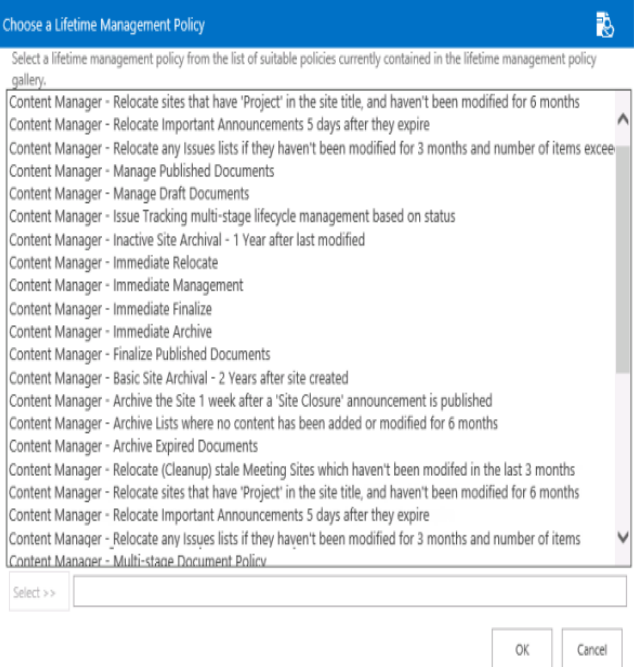 Choose a Lifetime Management Policy
Select a lifetime management policy from the list of suitable policies currently contained in the lifetime management policy
gallery.
Content Manager - Relocate sites that have 'Project' in the site title, and haven't been modified for 6 months
Content Manager - Relocate Important Announcements 5 days after they expire
Content Manager - Relocate any Issues lists if they haven't been modified for 3 months and number of items excee
Content Manager - Manage Published Documents
Content Manager - Manage Draft Documents
Content Manager - Issue Tracking multi-stage lifecycle management based on status
Content Manager - Inactive Site Archival - 1 Year after last modified
Content Manager - Immediate Relocate
Content Manager - Immediate Management
Content Manager - Immediate Finalize
Content Manager - Immediate Archive
Content Manager - Finalize Published Documents
Content Manager - Basic Site Archival - 2 Years after site created
Content Manager - Archive the Site 1 week after a 'Site Closure' announcement is published
Content Manager - Archive Lists where no content has been added or modified for 6 months
Content Manager - Archive Expired Documents
Content Manager - Relocate (Cleanup) stale Meeting Sites which haven't been modifed in the last 3 months
Content Manager - Relocate sites that have 'Project' in the site title, and haven't been modified for 6 months
Content Manager - Relocate Important Announcements 5 days after they expire
Content Manager - Relocate any Issues lists if they haven't been modified for 3 months and number of items
Content Manager - Multi-stage Document Policy
Select >>
OK Cancel